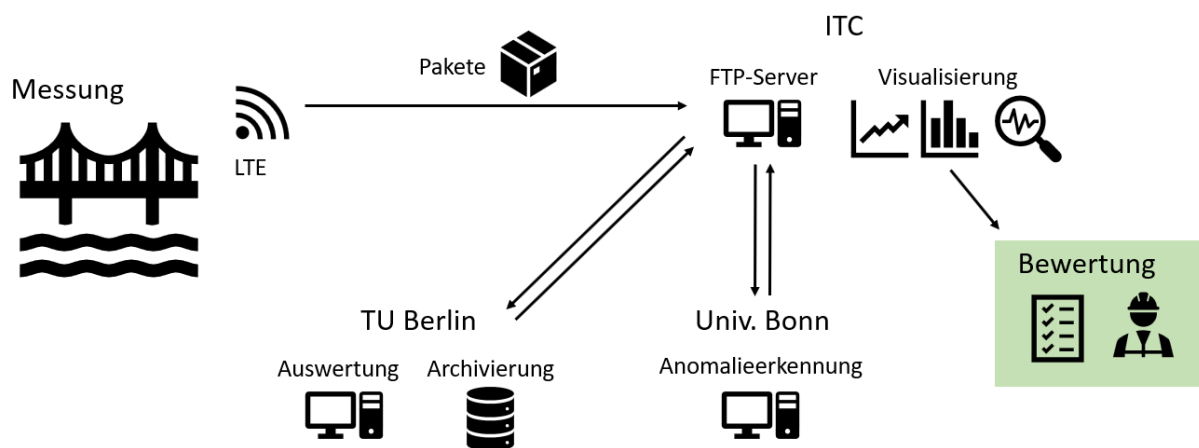 ITC
Messung
Pakete
FTP-Server
Visualisierung
LTE
Bewertung
TU Berlin
Univ. Bonn
Auswertung
Archivierung
Anomalieerkennung